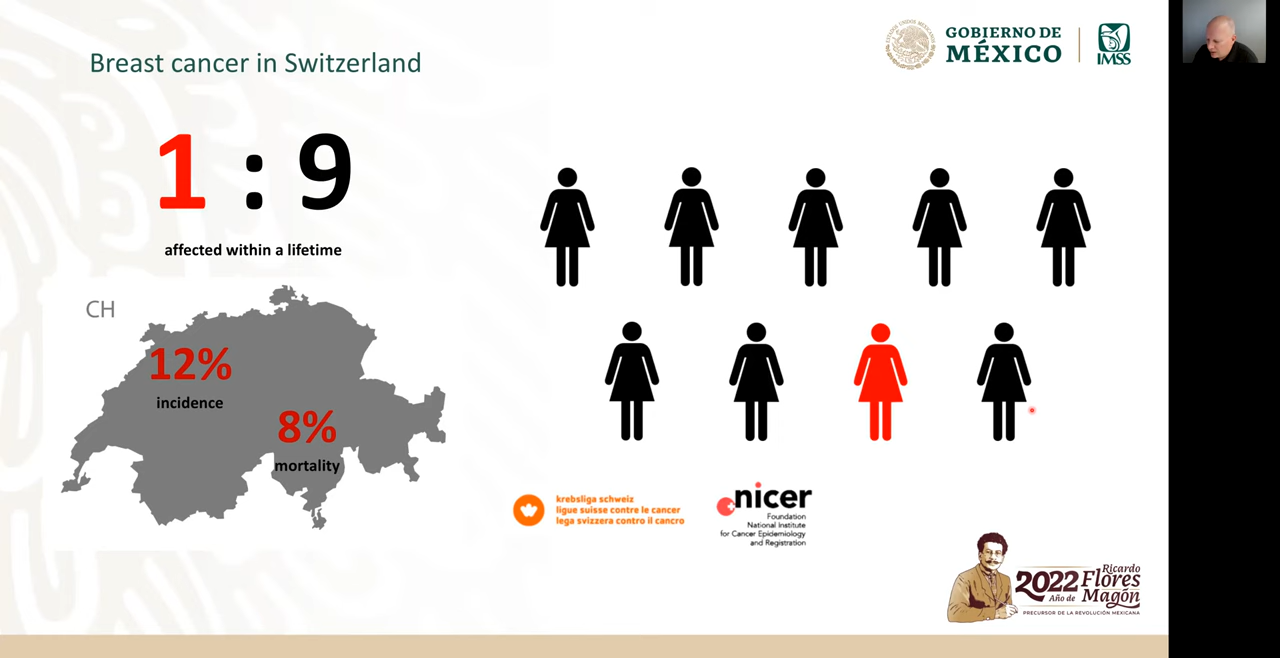 Breast cancer in Switzerland
GOBIERNO DE
MÉXICO
IMSS
1 : 9
affected within a lifetime
CH
12%
incidence
8%
mortality
krebsliga schweiz
ligue suisse contre le cancer
lega svizzera contro il cancro
nicer
Foundation
National Institute
for Cancer Epidemiology
and Registration
2022
Año de
Ricardo
Flores
Magón
PRECURSOR DE LA REVOLUCIÓN MEXICANA